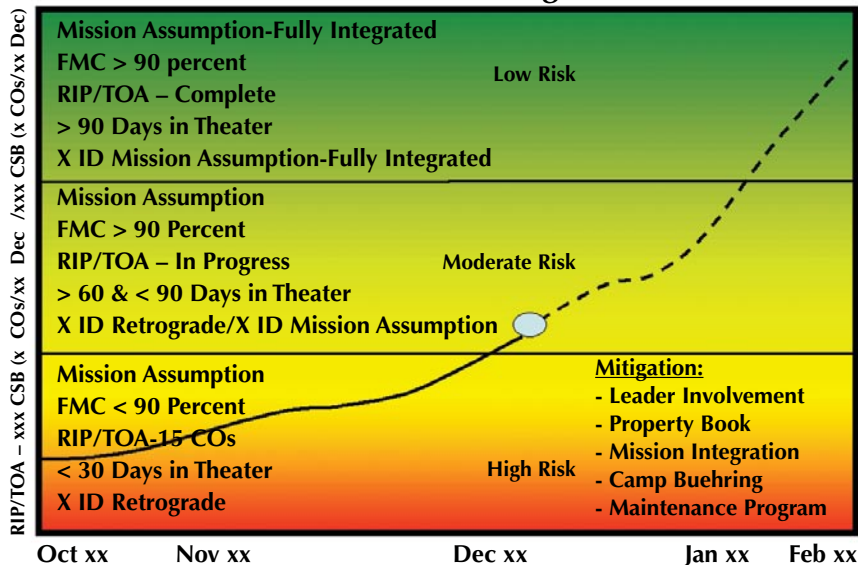 RIP/TOA – xxx CSB (x COs/xx Dec /xxx CSB (x COs/xx Dec)
Mission Assumption-Fully Integrated
FMC > 90 percent
RIP/TOA – Complete
> 90 Days in Theater
X ID Mission Assumption-Fully Integrated
Low Risk
Mission Assumption
FMC > 90 Percent
RIP/TOA – In Progress
> 60 & < 90 Days in Theater
X ID Retrograde/X ID Mission Assumption
Moderate Risk
Mission Assumption
FMC < 90 Percent
RIP/TOA-15 COs
< 30 Days in Theater
X ID Retrograde
High Risk
Mitigation:
- Leader Involvement
- Property Book
- Mission Integration
- Camp Buehring
- Maintenance Program
Oct xx Nov xx Dec xx Jan xx Feb xx